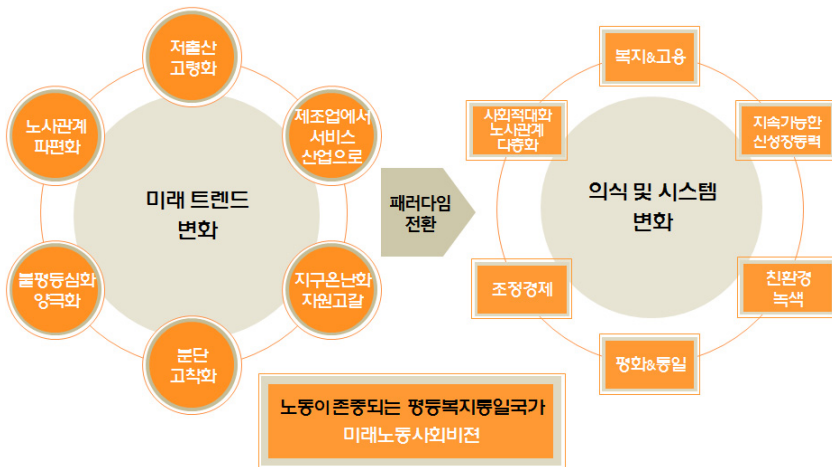 저출산
고령화
제조업에서
서비스
산업으로
지구온난화
자원고갈
분단
고착화
불평등심화
양극화
노사관계
파편화
미래 트렌드
변화
패러다임
전환
복지&고용
지속가능한
신성장동력
친환경
녹색
평화&통일
조정경제
사회적대화
노사관계
다층화
의식 및 시스템
변화
노동이 존중되는 평등복지통일국가
미래노동사회비젼